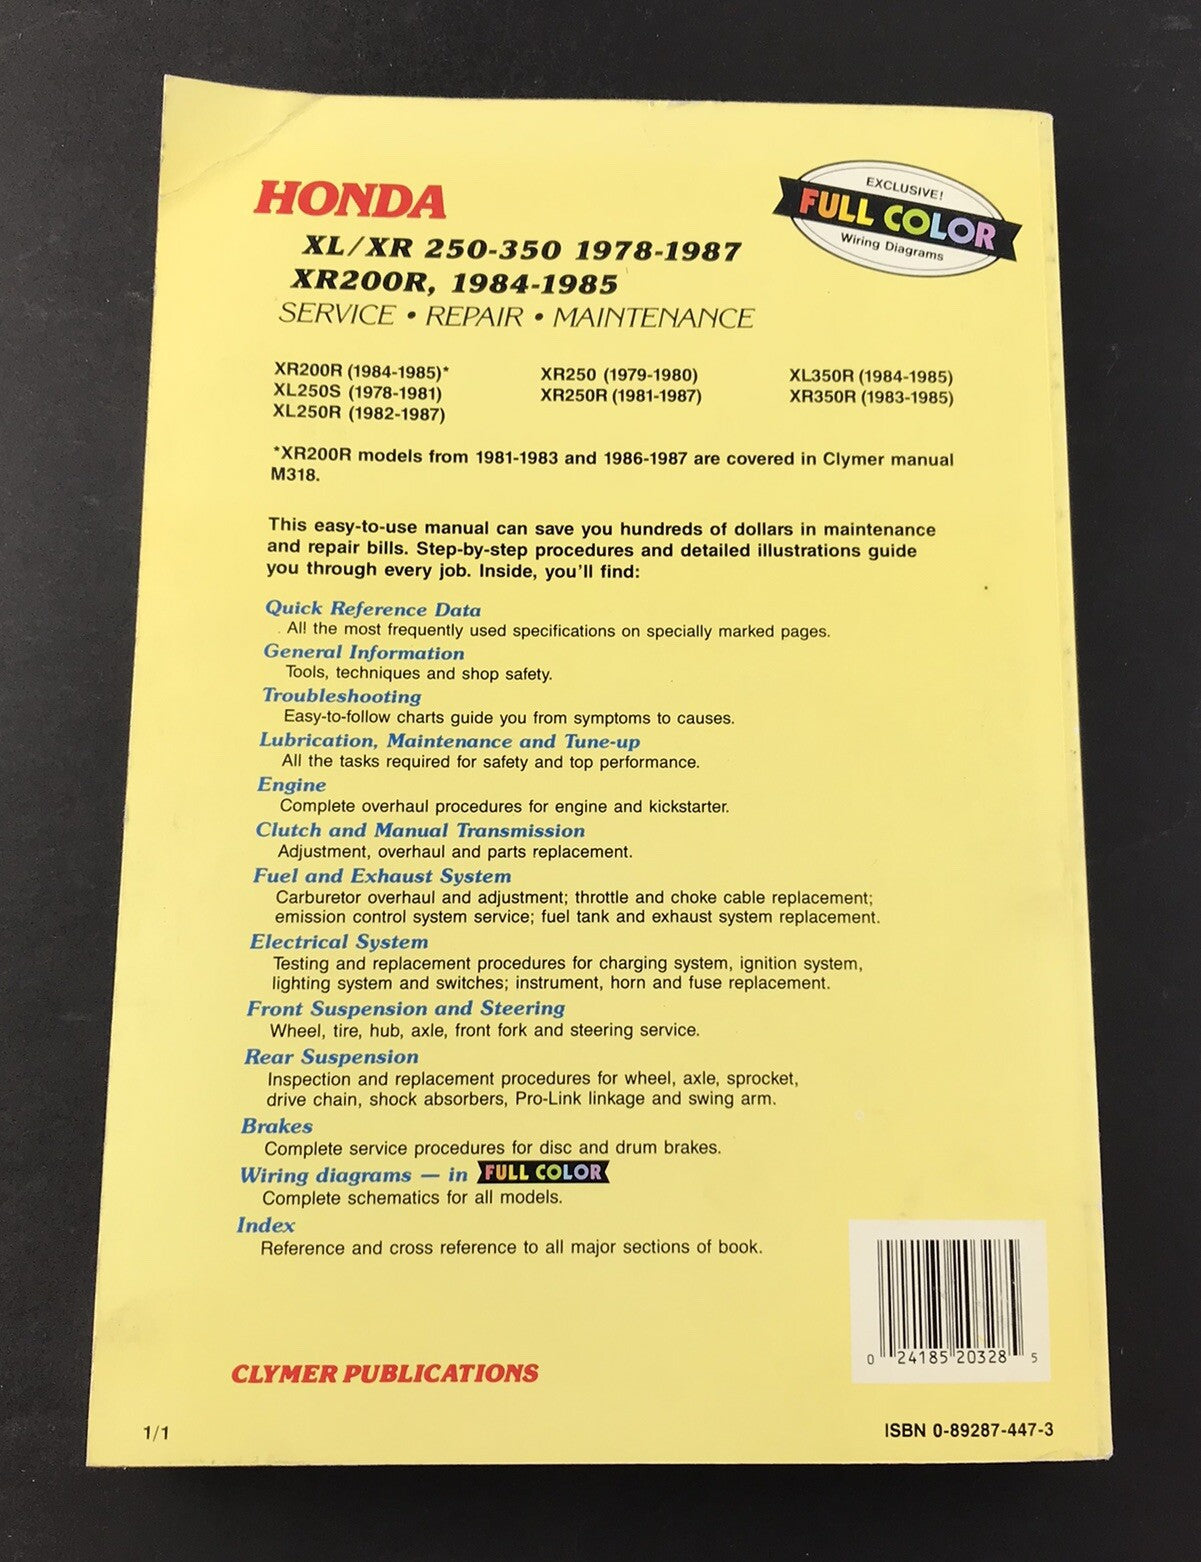 HONDA
EXCLUSIVE!
FULL COLOR
Wiring Diagrams
XL/XR 250-350 1978-1987
XR200R, 1984-1985
SERVICE • REPAIR • MAINTENANCE
XR200R (1984-1985)* XR250 (1979-1980) XL350R (1984-1985)
XL250S (1978-1981) XR250R (1981-1987) XR350R (1983-1985)
XL250R (1982-1987)
*XR200R models from 1981-1983 and 1986-1987 are covered in Clymer manual
M318.
This easy-to-use manual can save you hundreds of dollars in maintenance
and repair bills. Step-by-step procedures and detailed illustrations guide
you through every job. Inside, you'll find:
Quick Reference Data
All the most frequently used specifications on specially marked pages.
General Information
Tools, techniques and shop safety.
Troubleshooting
Easy-to-follow charts guide you from symptoms to causes.
Lubrication, Maintenance and Tune-up
All the tasks required for safety and top performance.
Engine
Complete overhaul procedures for engine and kickstarter.
Clutch and Manual Transmission
Adjustment, overhaul and parts replacement.
Fuel and Exhaust System
Carburetor overhaul and adjustment; throttle and choke cable replacement;
emission control system service; fuel tank and exhaust system replacement.
Electrical System
Testing and replacement procedures for charging system, ignition system,
lighting system and switches; instrument, horn and fuse replacement.
Front Suspension and Steering
Wheel, tire, hub, axle, front fork and steering service.
Rear Suspension
Inspection and replacement procedures for wheel, axle, sprocket,
drive chain, shock absorbers, Pro-Link linkage and swing arm.
Brakes
Complete service procedures for disc and drum brakes.
Wiring diagrams — in FULL COLOR
Complete schematics for all models.
Index
Reference and cross reference to all major sections of book.
0 24185 20328 5
CLYMER PUBLICATIONS
1/1
ISBN 0-89287-447-3